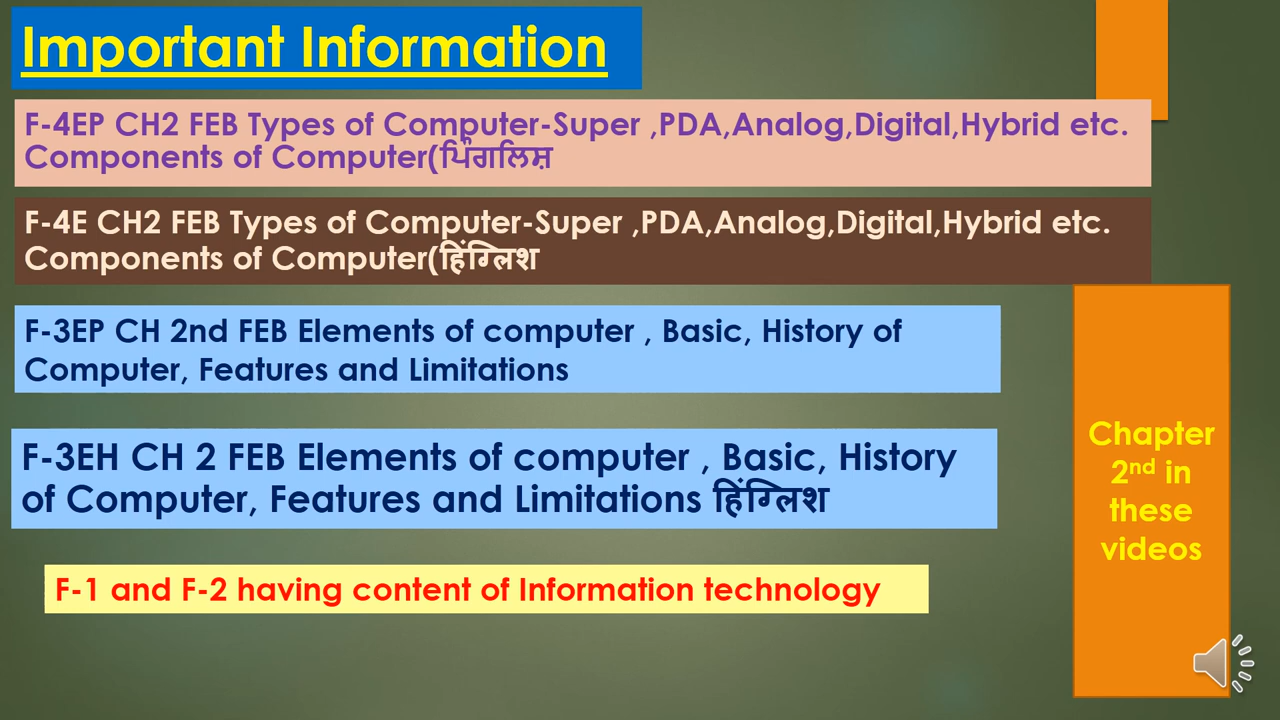 Important Information
F-4EP CH2 FEB Types of Computer-Super ,PDA,Analog,Digital,Hybrid etc.
Components of Computer(पिंगलिश़
F-4E CH2 FEB Types of Computer-Super ,PDA,Analog,Digital,Hybrid etc.
Components of Computer(हिंग्लिश
F-3EP CH 2nd FEB Elements of computer , Basic, History of
Computer, Features and Limitations
F-3EH CH 2 FEB Elements of computer , Basic, History
of Computer, Features and Limitations हिंग्लिश
F-1 and F-2 having content of Information technology
Chapter
2nd in
these
videos